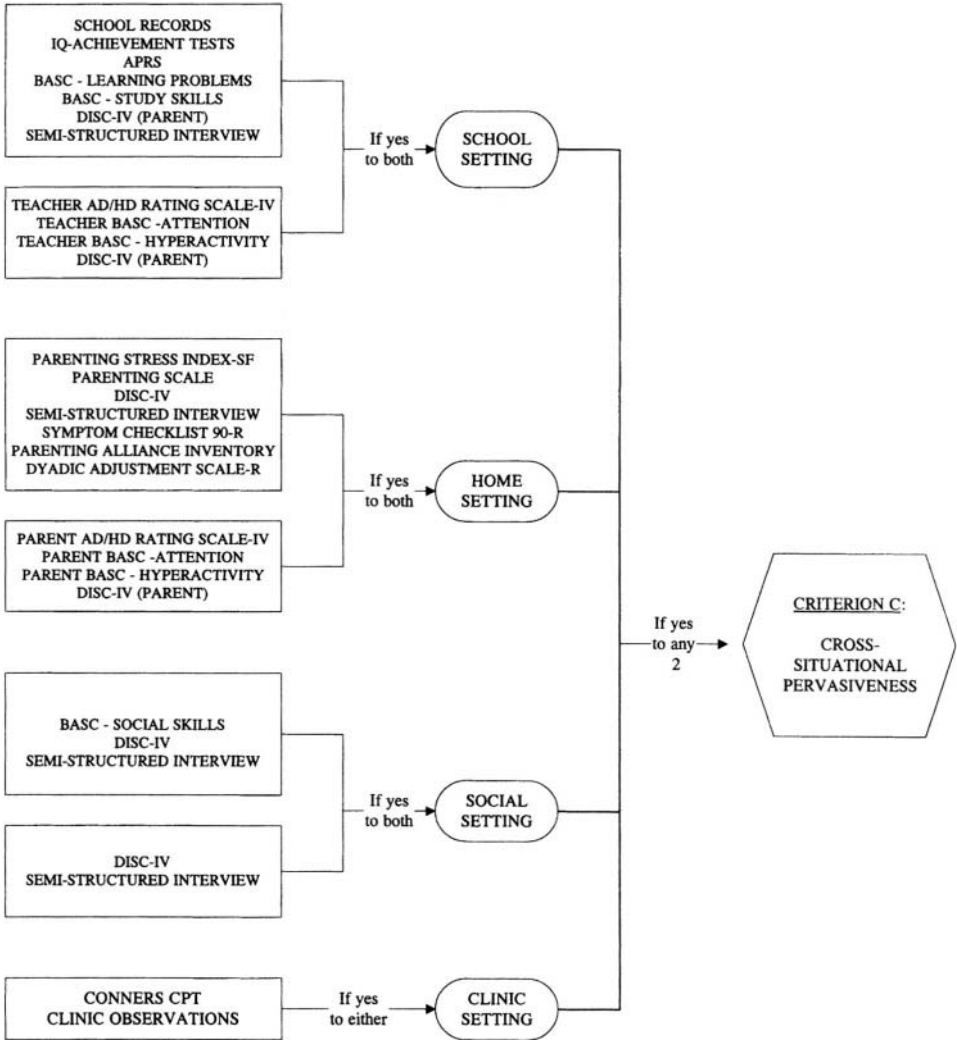 SCHOOL RECORDS
IQ-ACHIEVEMENT TESTS
APRS
BASC - LEARNING PROBLEMS
BASC - STUDY SKILLS
DISC-IV (PARENT)
SEMI-STRUCTURED INTERVIEW
TEACHER AD/HD RATING SCALE-IV
TEACHER BASC -ATTENTION
TEACHER BASC - HYPERACTIVITY
DISC-IV (PARENT)
If yes
to both
SCHOOL
SETTING
PARENTING STRESS INDEX-SF
PARENTING SCALE
DISC-IV
SEMI-STRUCTURED INTERVIEW
SYMPTOM CHECKLIST 90-R
PARENTING ALLIANCE INVENTORY
DYADIC ADJUSTMENT SCALE-R
PARENT AD/HD RATING SCALE-IV
PARENT BASC -ATTENTION
PARENT BASC - HYPERACTIVITY
DISC-IV (PARENT)
If yes
to both
HOME
SETTING
BASC - SOCIAL SKILLS
DISC-IV
SEMI-STRUCTURED INTERVIEW
DISC-IV
SEMI-STRUCTURED INTERVIEW
If yes
to both
SOCIAL
SETTING
CONNERS CPT
CLINIC OBSERVATIONS
If yes
to either
CLINIC
SETTING
If yes
to any
2
CRITERION C:
CROSS-
SITUATIONAL
PERVASIVENESS